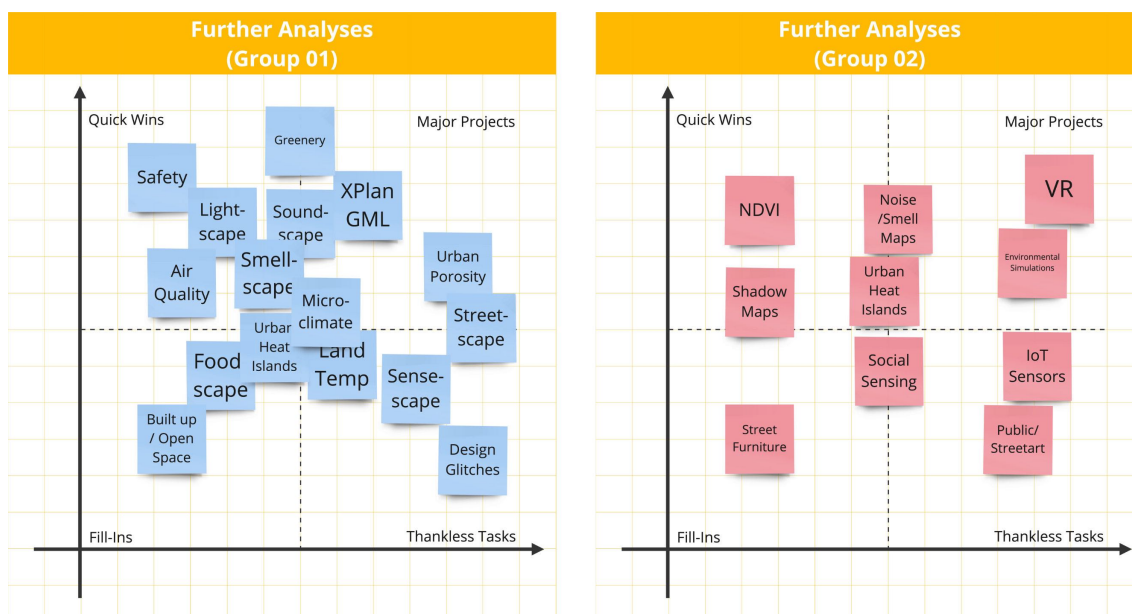 Further Analyses
(Group 01)
Quick Wins
Major Projects
Greenery
Safety
XPlan
GML
Light-
scape
Sound-
scape
Urban
Porosity
Smell-
scape
Air
Quality
Micro-
climate
Street-
scape
Urban
Heat
Islands
Land
Temp
Food
scape
Sense-
scape
Built up
/ Open
Space
Design
Glitches
Fill-Ins
Thankless Tasks
Further Analyses
(Group 02)
Quick Wins
Major Projects
VR
NDVI
Noise
/Smell
Maps
Environmental
Simulations
Urban
Heat
Islands
Shadow
Maps
Social
Sensing
IoT
Sensors
Street
Furniture
Public/
Streetart
Fill-Ins
Thankless Tasks